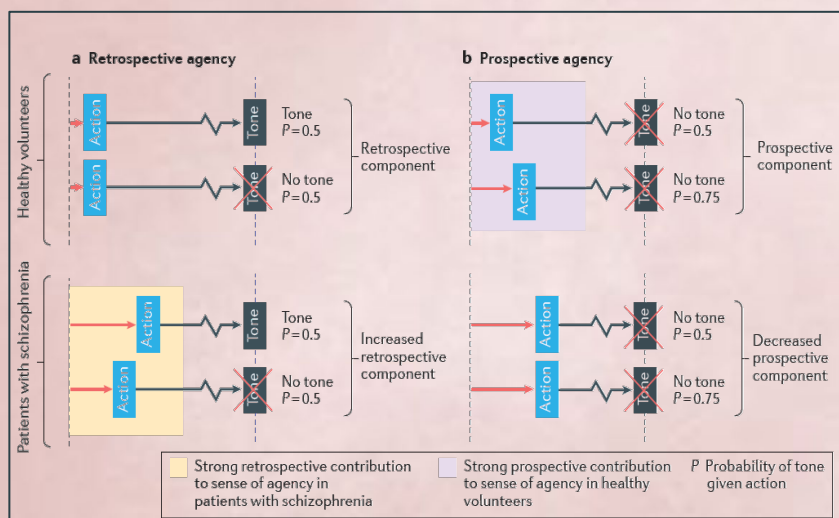 a Retrospective agency
Healthy volunteers
Action
Tone
Tone
P=0.5
Action
Tone
No tone
P=0.5
Retrospective
component
Patients with schizophrenia
Action
Tone
Tone
P=0.5
Action
Tone
No tone
P=0.5
Increased
retrospective
component
b Prospective agency
Action
Tone
No tone
P=0.5
Action
Tone
No tone
P=0.75
Prospective
component
Action
Tone
No tone
P=0.5
Action
Tone
No tone
P=0.75
Decreased
prospective
component
Strong retrospective contribution
to sense of agency in
patients with schizophrenia
Strong prospective contribution
to sense of agency in healthy
volunteers
P Probability of tone
given action